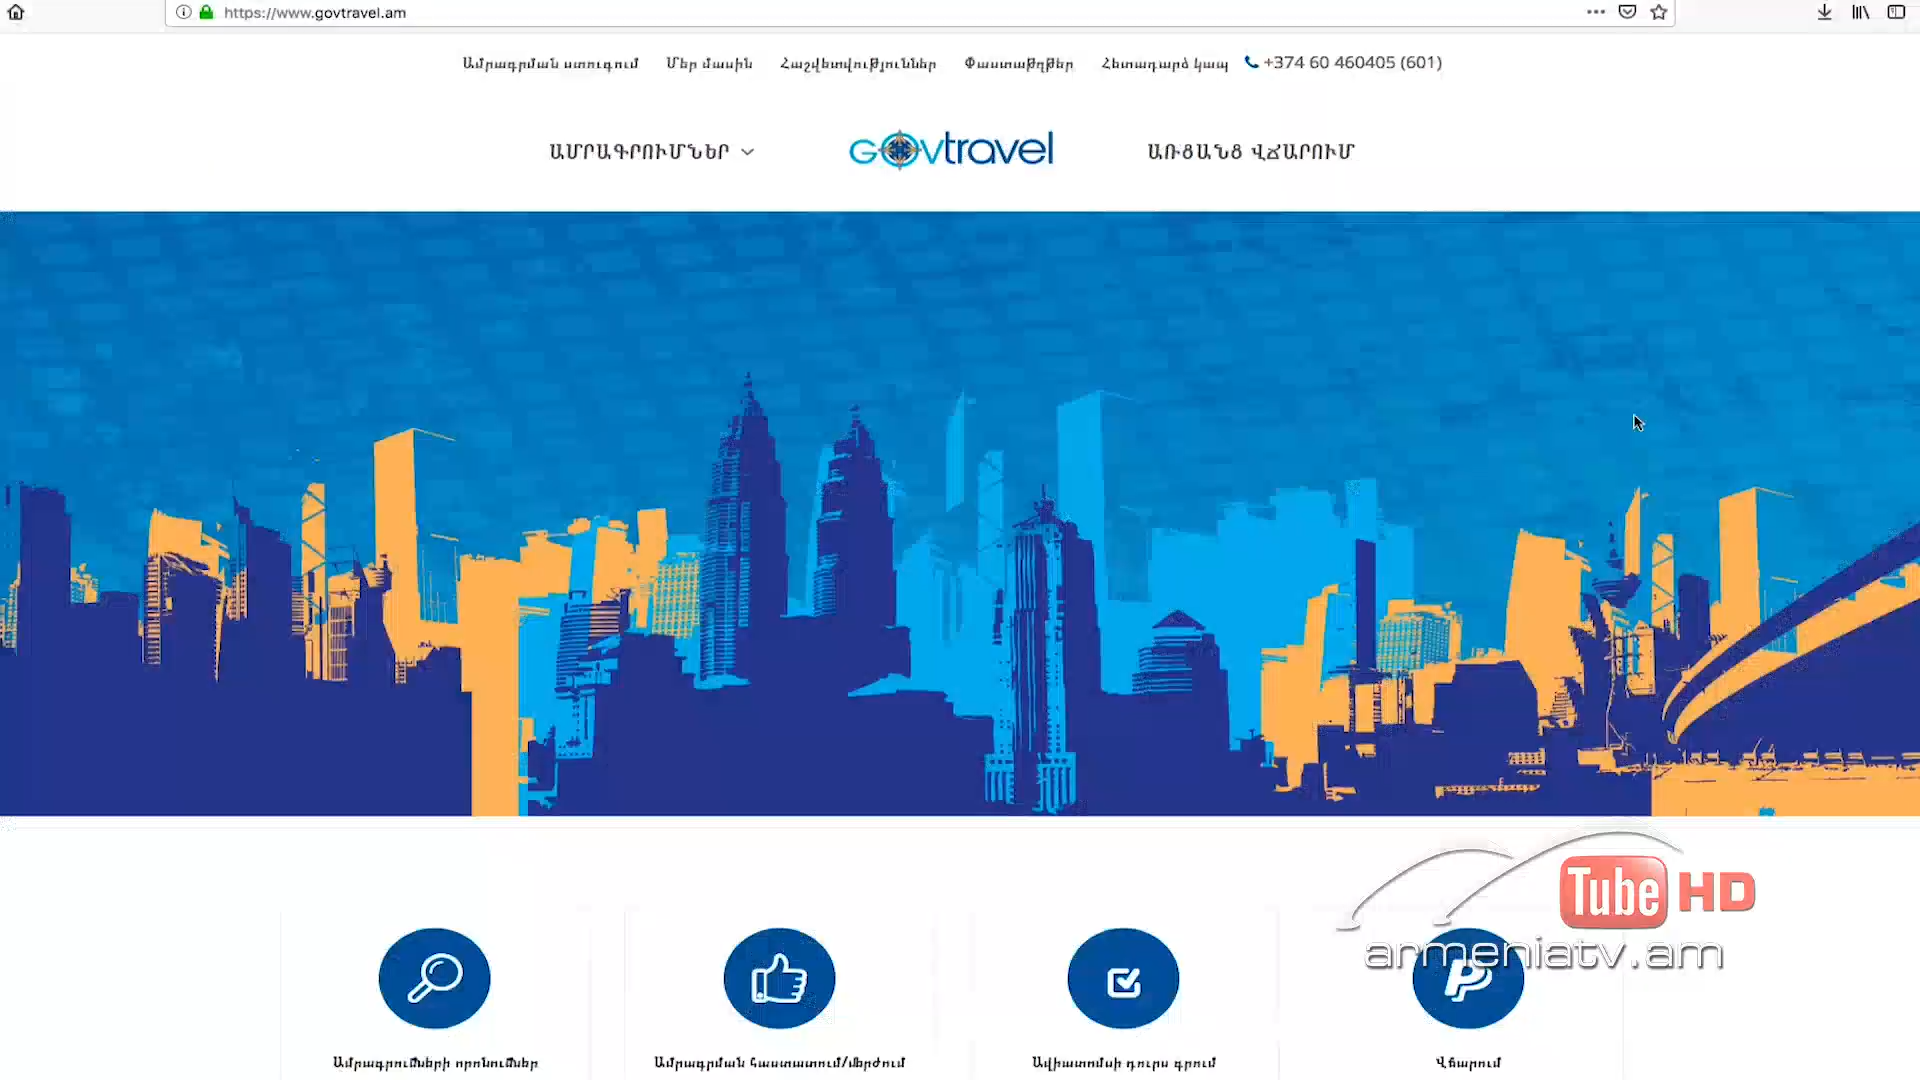 https://www.govtravel.am
Ամրագրման ստուգում Մեր մասին Հաշվետվություններ Փաստաթղթեր Հետադարձ կապ +374 60 460405 (601)
ԱՄՐԱԳՐՈՒՄՆԵՐ GOVtravel ԱՌՑԱՆՑ ՎՃԱՐՈՒՄ
Tube HD
armeniatv.am
Ամրագրումների որոնումներ Ամրագրման հաստատում/մերժում Ավիատոմսի դուրս գրում Վճարում